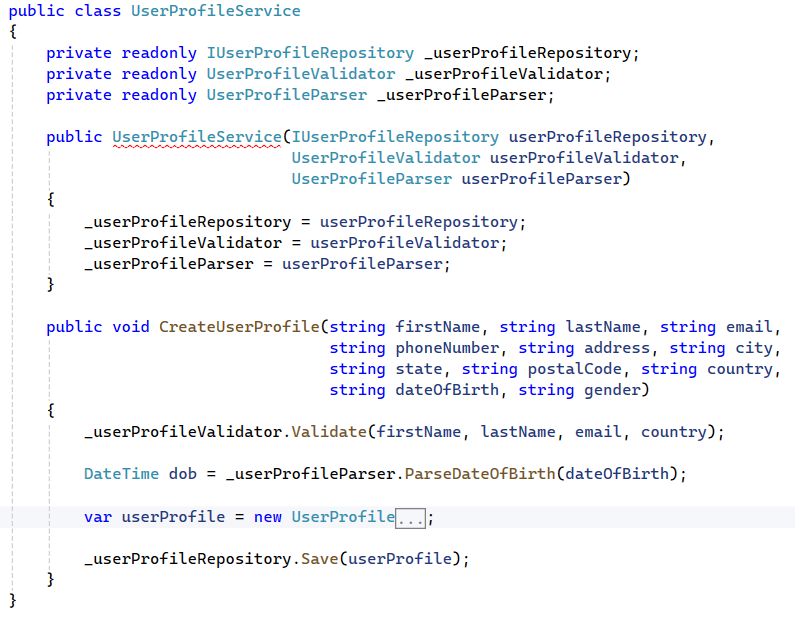 public class UserProfileService
{
    private readonly IUserProfileRepository _userProfileRepository;
    private readonly UserProfileValidator _userProfileValidator;
    private readonly UserProfileParser _userProfileParser;

    public UserProfileService(IUserProfileRepository userProfileRepository,
                              UserProfileValidator userProfileValidator,
                              UserProfileParser userProfileParser)
    {
        _userProfileRepository = userProfileRepository;
        _userProfileValidator = userProfileValidator;
        _userProfileParser = userProfileParser;
    }

    public void CreateUserProfile(string firstName, string lastName, string email,
                                  string phoneNumber, string address, string city,
                                  string state, string postalCode, string country,
                                  string dateOfBirth, string gender)
    {
        _userProfileValidator.Validate(firstName, lastName, email, country);

        DateTime dob = _userProfileParser.ParseDateOfBirth(dateOfBirth);

        var userProfile = new UserProfile...;

        _userProfileRepository.Save(userProfile);
    }
}